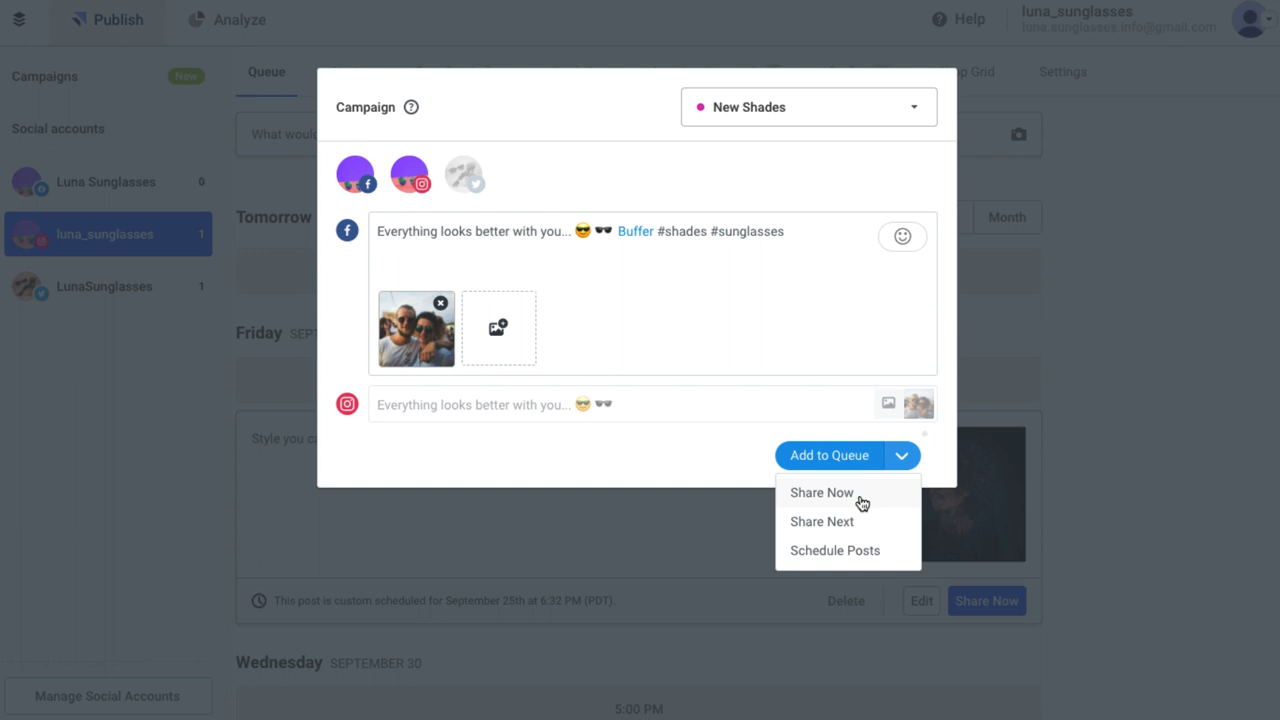 Publish
Analyze
Help
luna_sunglasses
luna.sunglasses.info@gmail.com
Campaigns
New
Queue
Grid
Settings
Campaign ?
New Shades
Social accounts
What
Luna Sunglasses 0
luna_sunglasses 1
LunaSunglasses 1
Tomorrow
Month
Everything looks better with you... 😎 🕶 Buffer #shades #sunglasses
Friday
Everything looks better with you... 😎 🕶
Style you
Add to Queue
Share Now
Share Next
Schedule Posts
This post is custom scheduled for September 25th at 6:32 PM (PDT).
Delete
Edit
Share Now
Wednesday SEPTEMBER 30
Manage Social Accounts
5:00 PM